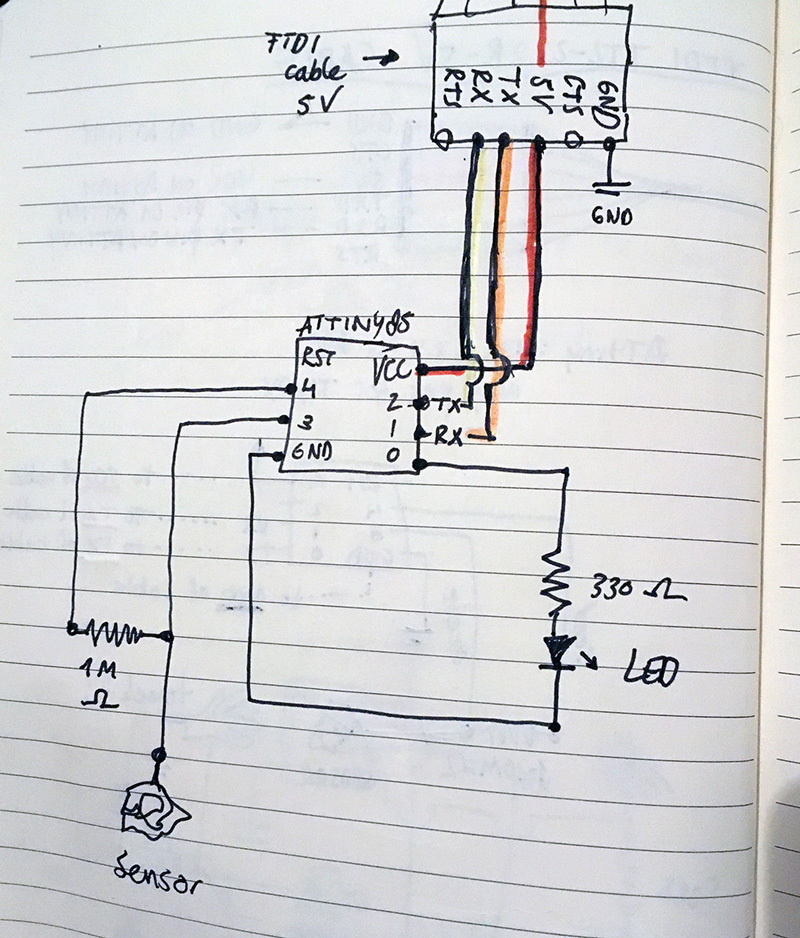 FTDI
cable
5V
RTS
RX
TX
5V
CTS
GND
GND
ATTINY85
RST
VCC
4
2
TX
3
1
RX
GND
0
330 Ω
LED
1M
Ω
Sensor